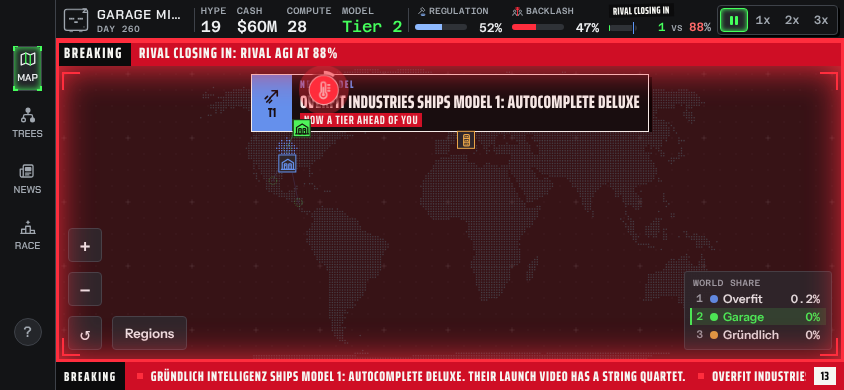 GARAGE MI...
DAY 260
HYPE
19
CASH
$60M
COMPUTE
28
MODEL
Tier 2
REGULATION
52%
BACKLASH
47%
RIVAL CLOSING IN
1 vs 88%
1x
2x
3x
BREAKING
RIVAL CLOSING IN: RIVAL AGI AT 88%
MAP
TREES
NEWS
RACE
?
T1
OVERFIT INDUSTRIES SHIPS MODEL 1: AUTOCOMPLETE DELUXE
NOW A TIER AHEAD OF YOU
+
−
↺
Regions
WORLD SHARE
1 Overfit 0.2%
2 Garage 0%
3 Gründlich 0%
BREAKING
GRÜNDLICH INTELLIGENZ SHIPS MODEL 1: AUTOCOMPLETE DELUXE. THEIR LAUNCH VIDEO HAS A STRING QUARTET.
OVERFIT INDUSTRIE
13